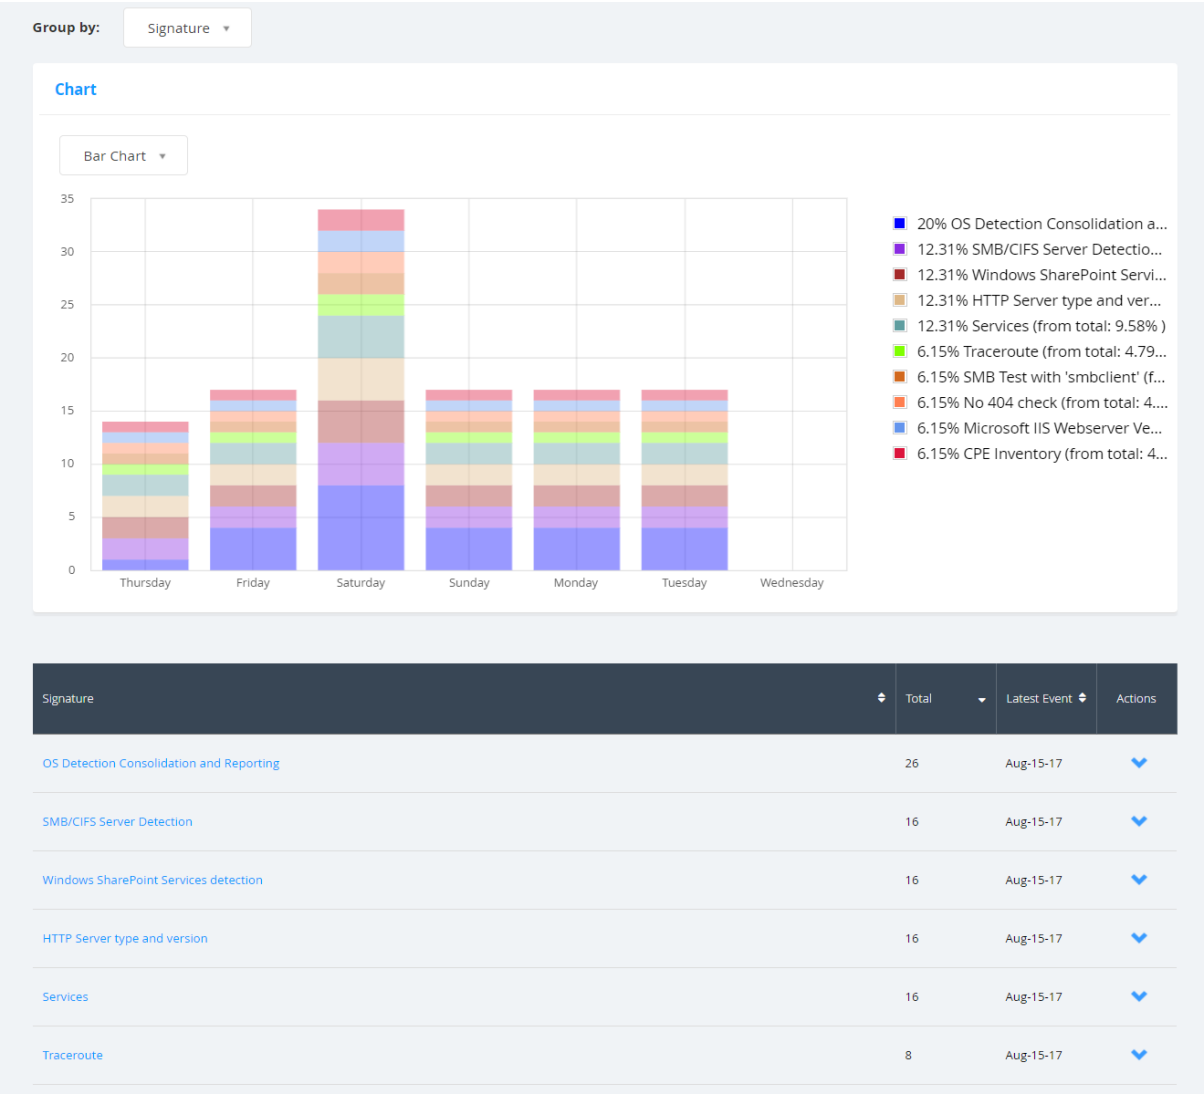 Group by:
Signature
Chart
Bar Chart
35
30
25
20
15
10
5
0
Thursday Friday Saturday Sunday Monday Tuesday Wednesday
20% OS Detection Consolidation a...
12.31% SMB/CIFS Server Detectio...
12.31% Windows SharePoint Servi...
12.31% HTTP Server type and ver...
12.31% Services (from total: 9.58% )
6.15% Traceroute (from total: 4.79...
6.15% SMB Test with 'smbclient' (f...
6.15% No 404 check (from total: 4....
6.15% Microsoft IIS Webserver Ve...
6.15% CPE Inventory (from total: 4...
Signature Total Latest Event Actions
OS Detection Consolidation and Reporting 26 Aug-15-17
SMB/CIFS Server Detection 16 Aug-15-17
Windows SharePoint Services detection 16 Aug-15-17
HTTP Server type and version 16 Aug-15-17
Services 16 Aug-15-17
Traceroute 8 Aug-15-17